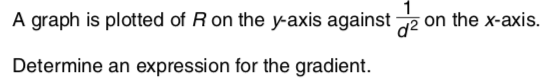 A graph is plotted of R on the y-axis against 1/d² on the x-axis.
Determine an expression for the gradient.